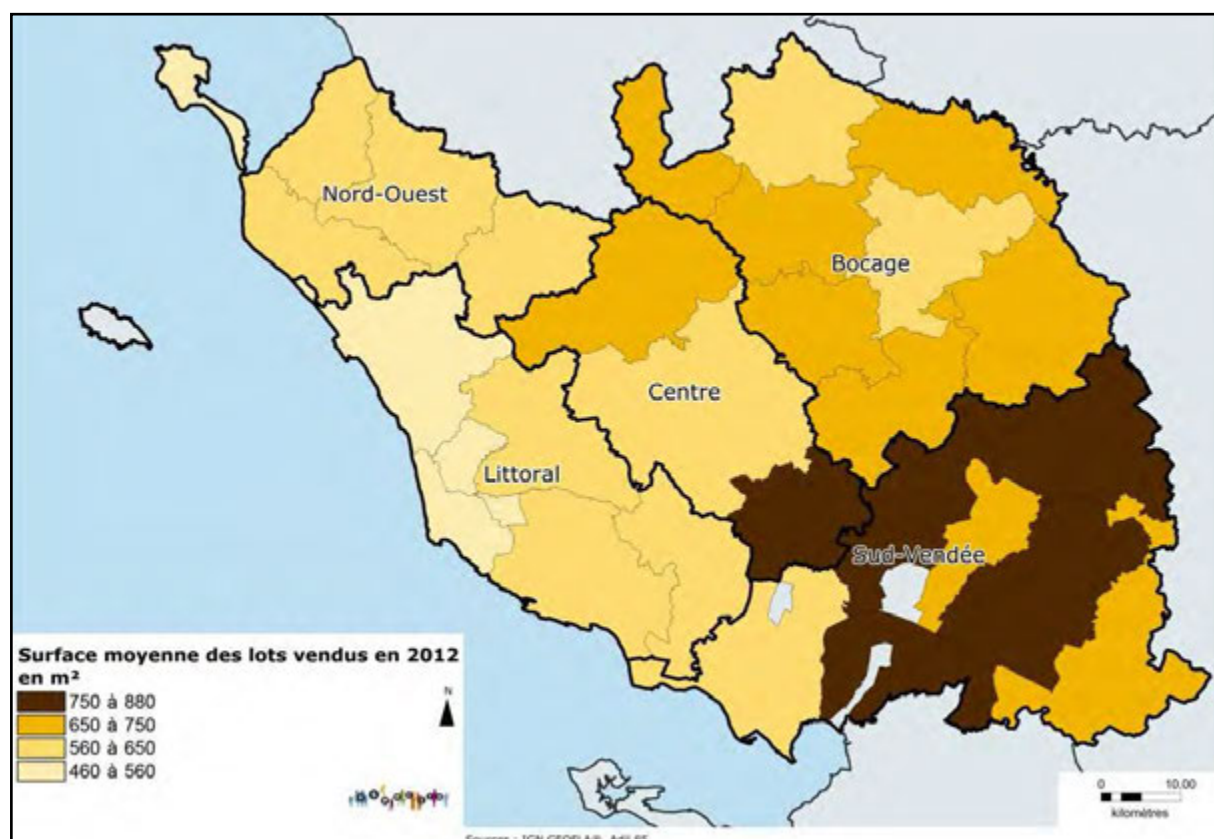 Nord-Ouest
Bocage
Centre
Littoral
Sud-Vendée
Surface moyenne des lots vendus en 2012
en m²
750 à 880
650 à 750
560 à 650
460 à 560
N
0 10,00
kilomètres